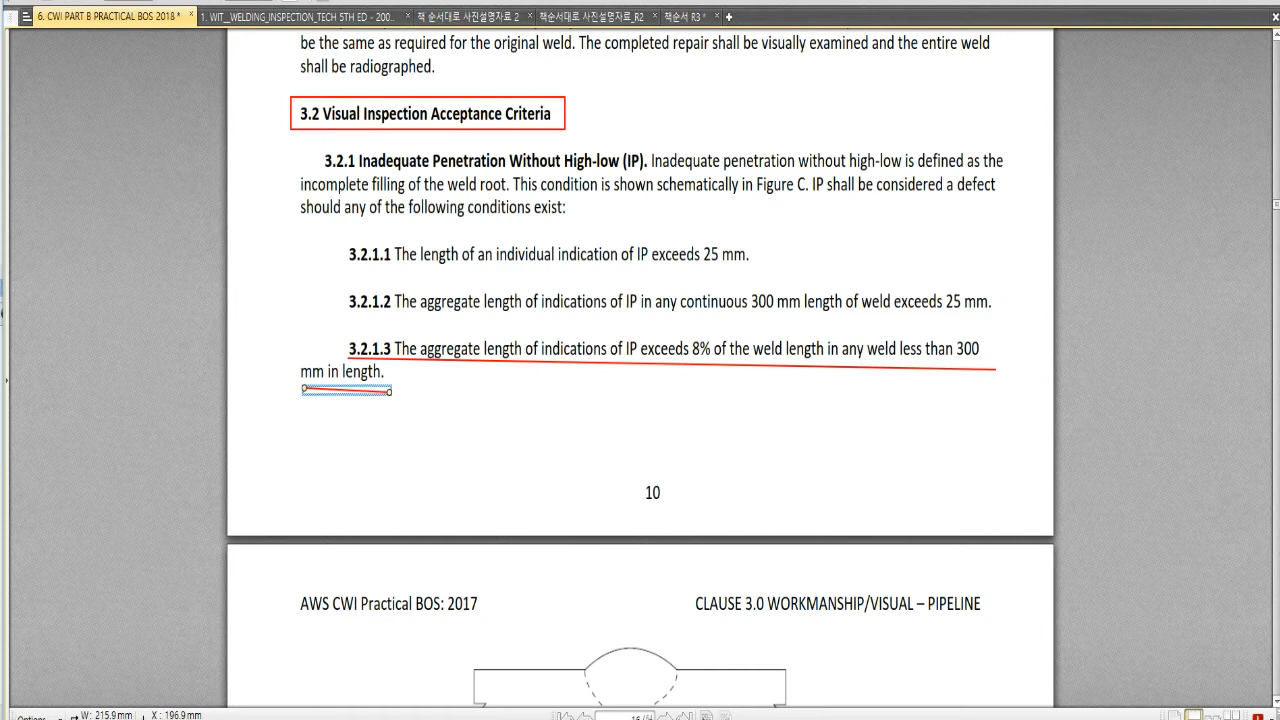 6. CWI PART B PRACTICAL BOS 2018 *
1. WIT__WELDING_INSPECTION_TECH 5TH ED - 200...
책 순서대로 사진설명자료 2
책순서대로 사진설명자료_R2
책순서 R3 *
be the same as required for the original weld. The completed repair shall be visually examined and the entire weld
shall be radiographed.
3.2 Visual Inspection Acceptance Criteria
3.2.1 Inadequate Penetration Without High-low (IP). Inadequate penetration without high-low is defined as the
incomplete filling of the weld root. This condition is shown schematically in Figure C. IP shall be considered a defect
should any of the following conditions exist:
3.2.1.1 The length of an individual indication of IP exceeds 25 mm.
3.2.1.2 The aggregate length of indications of IP in any continuous 300 mm length of weld exceeds 25 mm.
3.2.1.3 The aggregate length of indications of IP exceeds 8% of the weld length in any weld less than 300
mm in length.
10
AWS CWI Practical BOS: 2017
CLAUSE 3.0 WORKMANSHIP/VISUAL – PIPELINE
Options
W: 215.9 mm
X: 196.9 mm